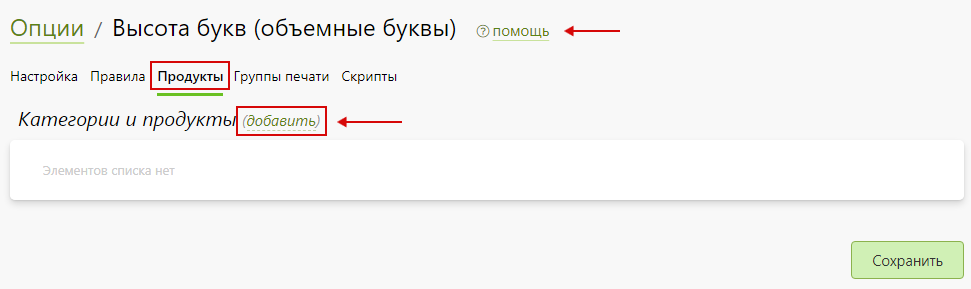 Опции / Высота букв (объемные буквы) ? помощь
Настройка Правила Продукты Группы печати Скрипты
Категории и продукты (добавить)
Элементов списка нет
Сохранить